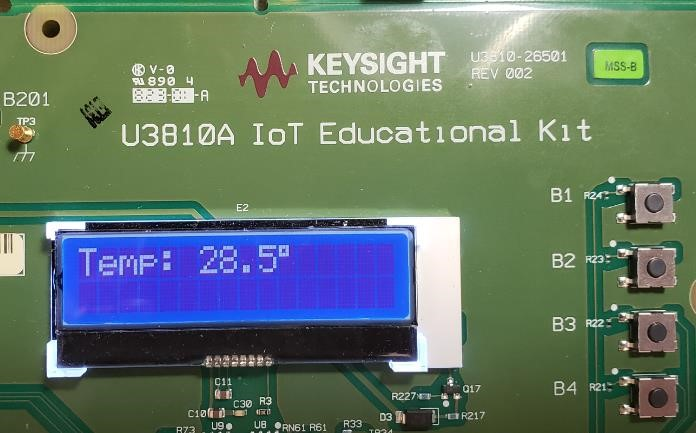 KEYSIGHT
TECHNOLOGIES
U3810-26501
REV 002
MSS-B
V-0
890 4
823-01-A
B201
TP3
U3810A IoT Educational Kit
E2
Temp: 28.5°
B1
R24
B2
R23
B3
R22
B4
R21
C11
C10
C30
R3
R73
U9
U8
RN61
R61
R33
R227
Q17
D3
R217